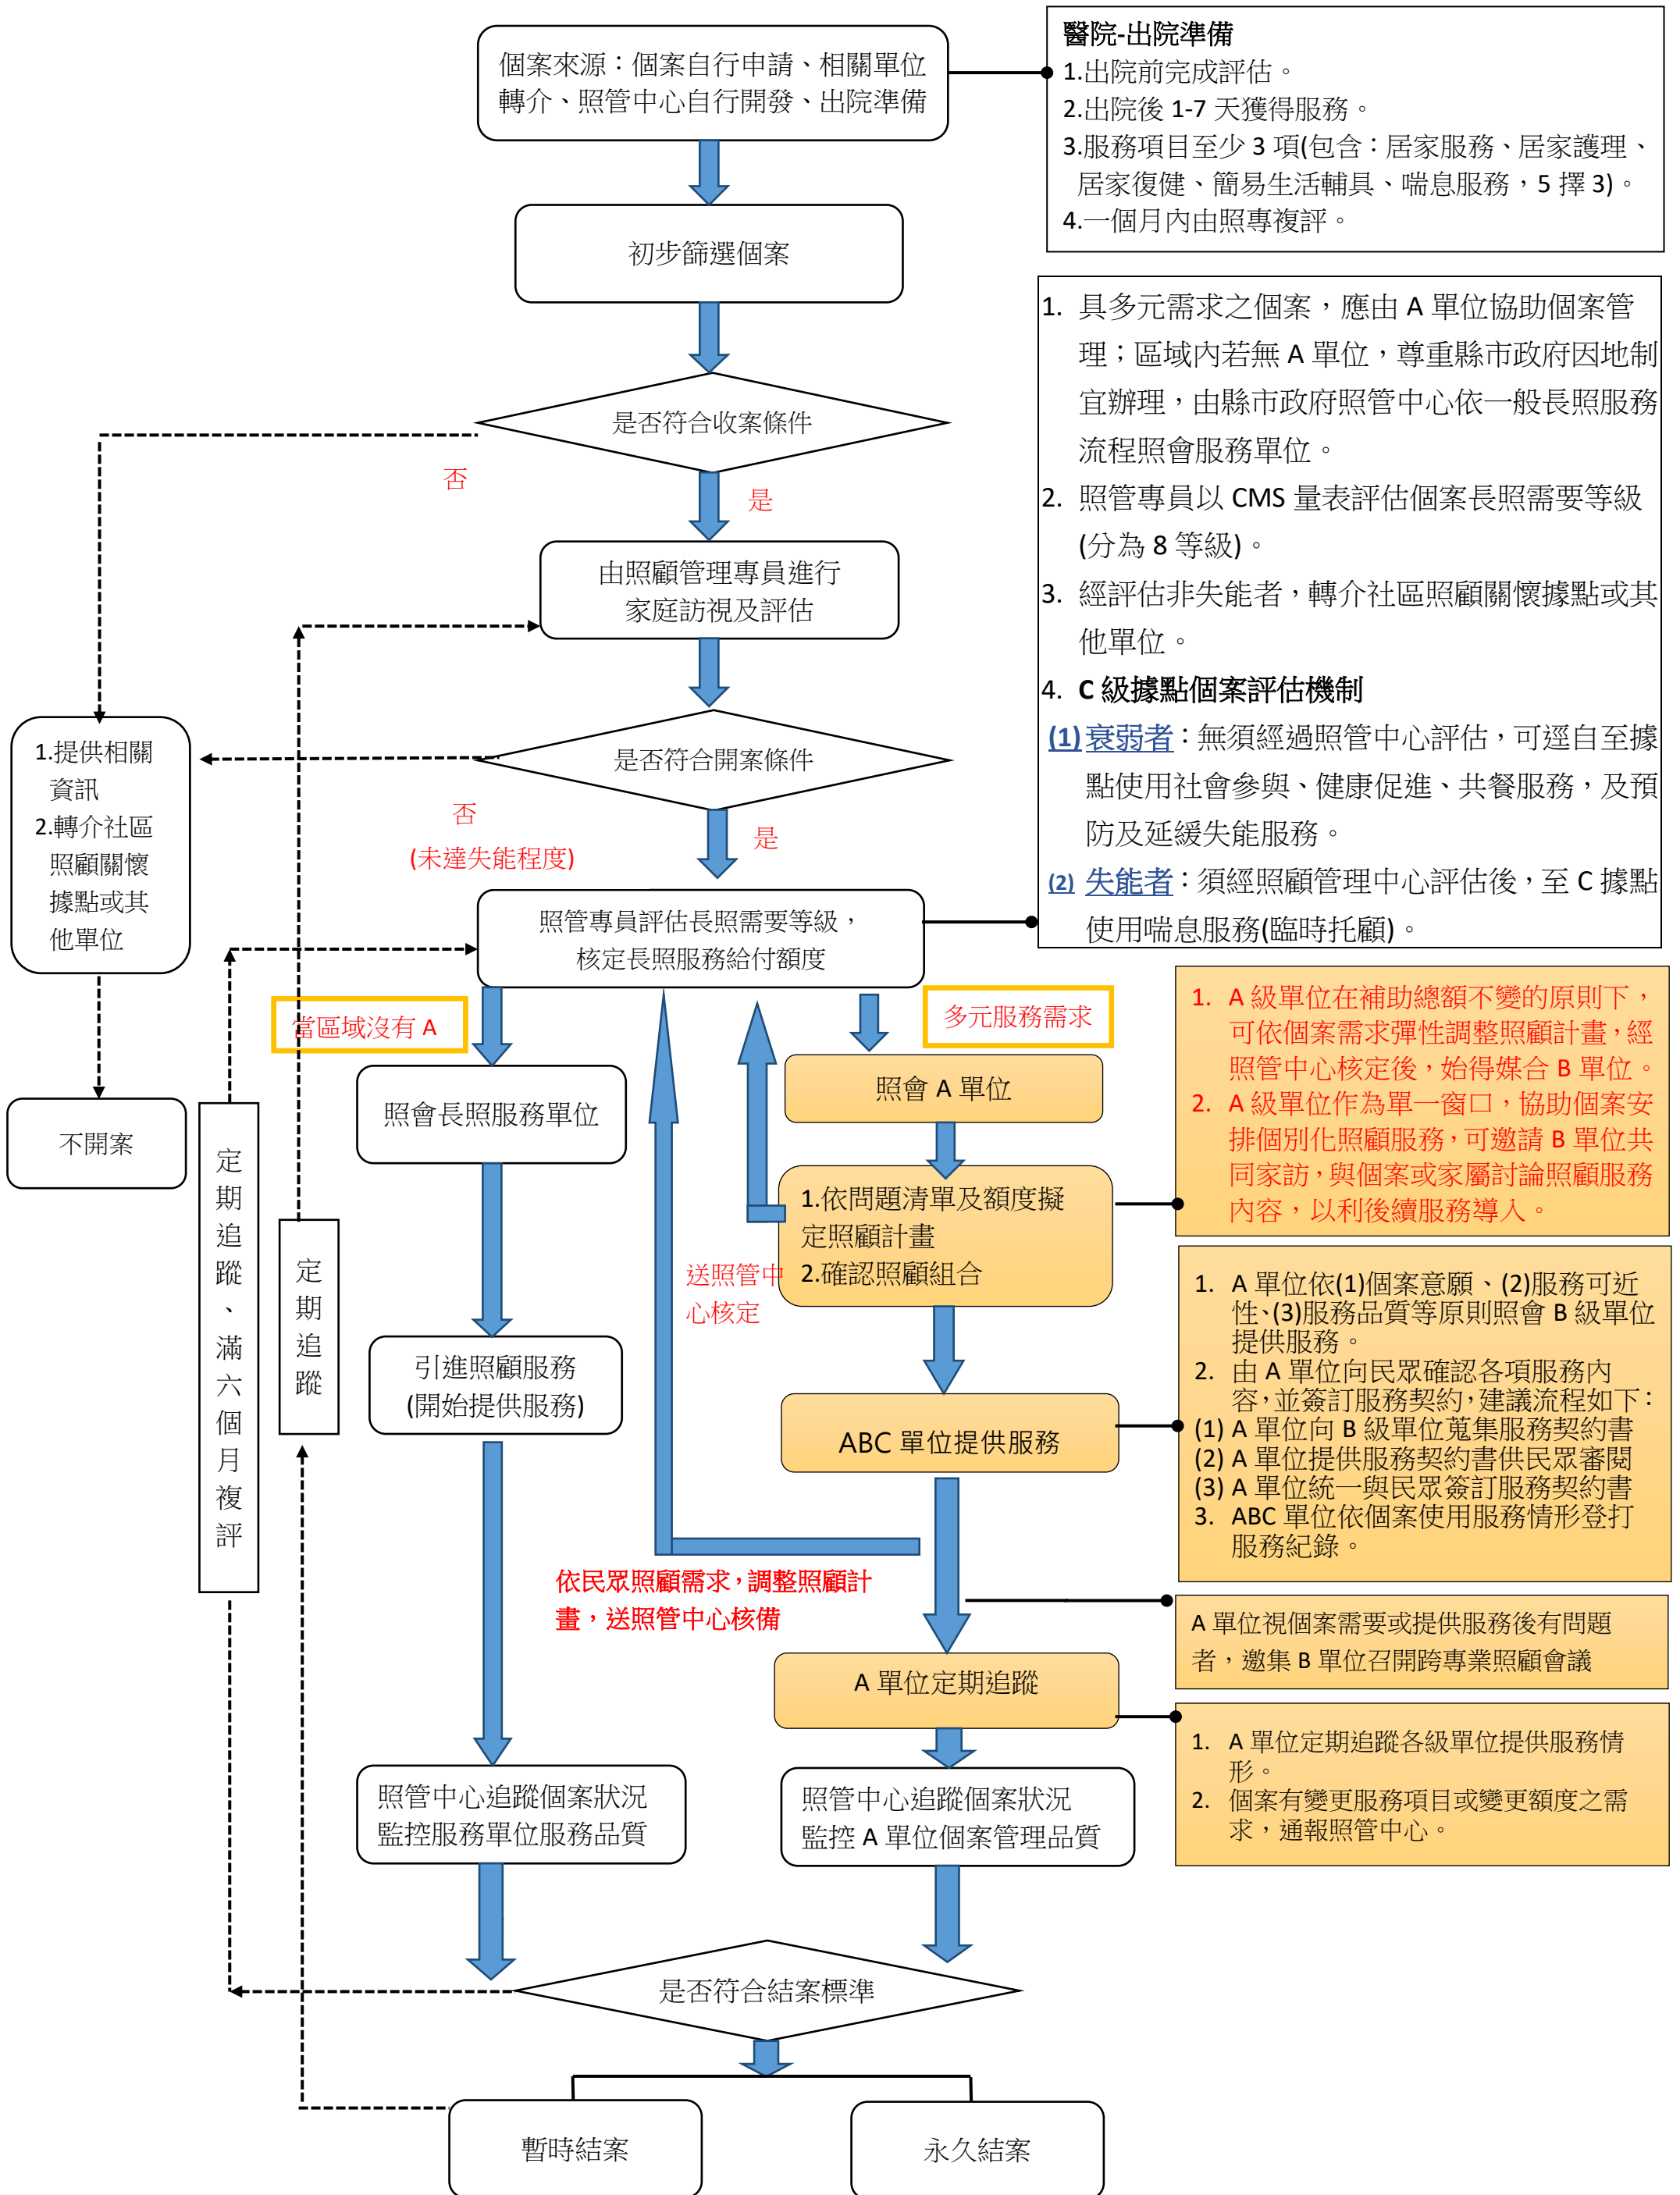 個案來源：個案自行申請、相關單位
轉介、照管中心自行開發、出院準備
醫院-出院準備
1.出院前完成評估。
2.出院後 1-7 天獲得服務。
3.服務項目至少 3 項(包含：居家服務、居家護理、
居家復健、簡易生活輔具、喘息服務，5 擇 3)。
4.一個月內由照專複評。
初步篩選個案
1. 具多元需求之個案，應由 A 單位協助個案管
理；區域內若無 A 單位，尊重縣市政府因地制
宜辦理，由縣市政府照管中心依一般長照服務
流程照會服務單位。
2. 照管專員以 CMS 量表評估個案長照需要等級
(分為 8 等級)。
3. 經評估非失能者，轉介社區照顧關懷據點或其
他單位。
4. C 級據點個案評估機制
(1) 衰弱者：無須經過照管中心評估，可逕自至據
點使用社會參與、健康促進、共餐服務，及預
防及延緩失能服務。
(2) 失能者：須經照顧管理中心評估後，至 C 據點
使用喘息服務(臨時托顧)。
是否符合收案條件
否
是
由照顧管理專員進行
家庭訪視及評估
是否符合開案條件
否
(未達失能程度)
是
1.提供相關
資訊
2.轉介社區
照顧關懷
據點或其
他單位
不開案
照管專員評估長照需要等級，
核定長照服務給付額度
當區域沒有 A
多元服務需求
照會長照服務單位
照會 A 單位
1. A 級單位在補助總額不變的原則下，
可依個案需求彈性調整照顧計畫，經
照管中心核定後，始得媒合 B 單位。
2. A 級單位作為單一窗口，協助個案安
排個別化照顧服務，可邀請 B 單位共
同家訪，與個案或家屬討論照顧服務
內容，以利後續服務導入。
定期追蹤、滿六個月複評
定期追蹤
1.依問題清單及額度擬
定照顧計畫
2.確認照顧組合
送照管中
心核定
引進照顧服務
(開始提供服務)
ABC 單位提供服務
1. A 單位依(1)個案意願、(2)服務可近
性、(3)服務品質等原則照會 B 級單位
提供服務。
2. 由 A 單位向民眾確認各項服務內
容，並簽訂服務契約，建議流程如下：
(1) A 單位向 B 級單位蒐集服務契約書
(2) A 單位提供服務契約書供民眾審閱
(3) A 單位統一與民眾簽訂服務契約書
3. ABC 單位依個案使用服務情形登打
服務紀錄。
依民眾照顧需求，調整照顧計
畫，送照管中心核備
A 單位視個案需要或提供服務後有問題
者，邀集 B 單位召開跨專業照顧會議
A 單位定期追蹤
1. A 單位定期追蹤各級單位提供服務情
形。
2. 個案有變更服務項目或變更額度之需
求，通報照管中心。
照管中心追蹤個案狀況
監控服務單位服務品質
照管中心追蹤個案狀況
監控 A 單位個案管理品質
是否符合結案標準
暫時結案
永久結案